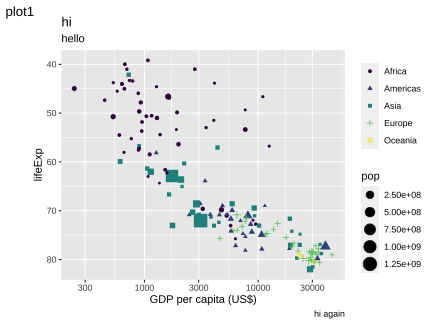 plot1
hi
hello
lifeExp
40
50
60
70
80
300
1000
3000
10000
30000
GDP per capita (US$)
hi again
Africa
Americas
Asia
Europe
Oceania
pop
2.50e+08
5.00e+08
7.50e+08
1.00e+09
1.25e+09